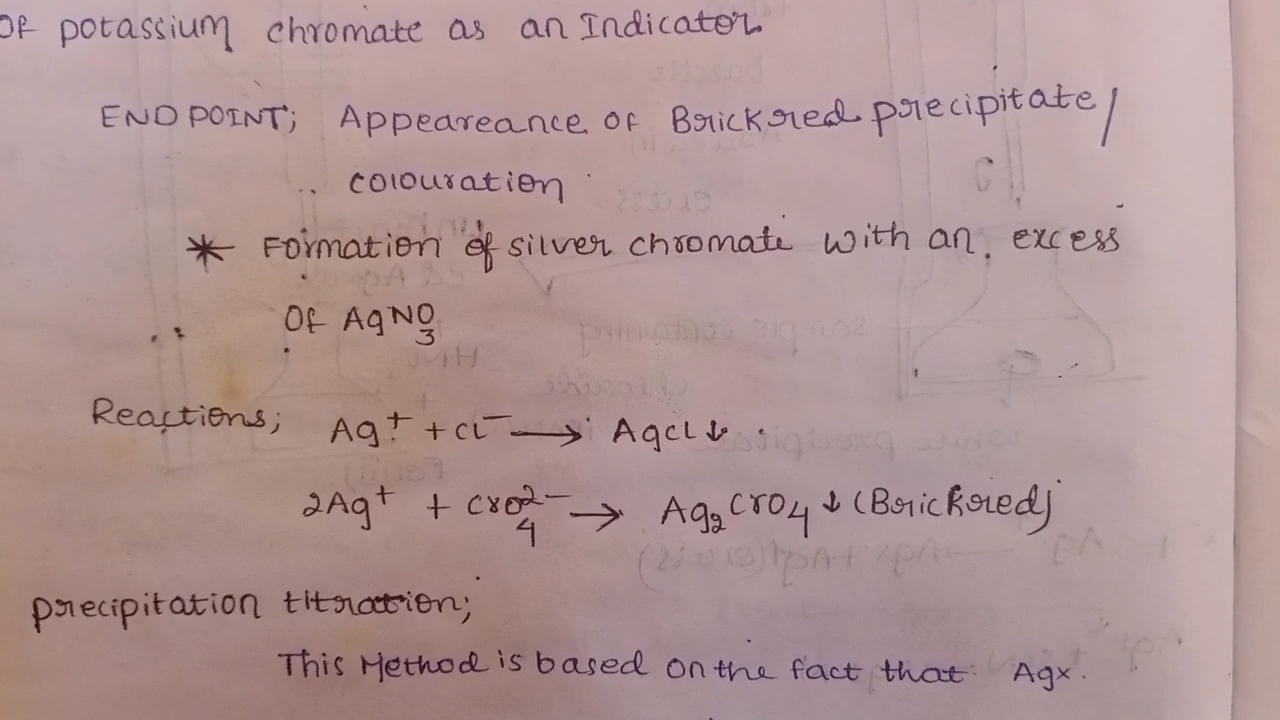 OF potassium chromate as an Indicator
END POINT; Appeareance OF Brickred precipitate/
colouration
* Formation of silver chromate with an excess
OF AgNO3
Reactions; Ag+ + cl- → Agcl ↓
2Ag+ + CrO4 2- → Ag2CrO4 ↓ (Brickred)
precipitation titration;
This Method is based on the fact that Agx.